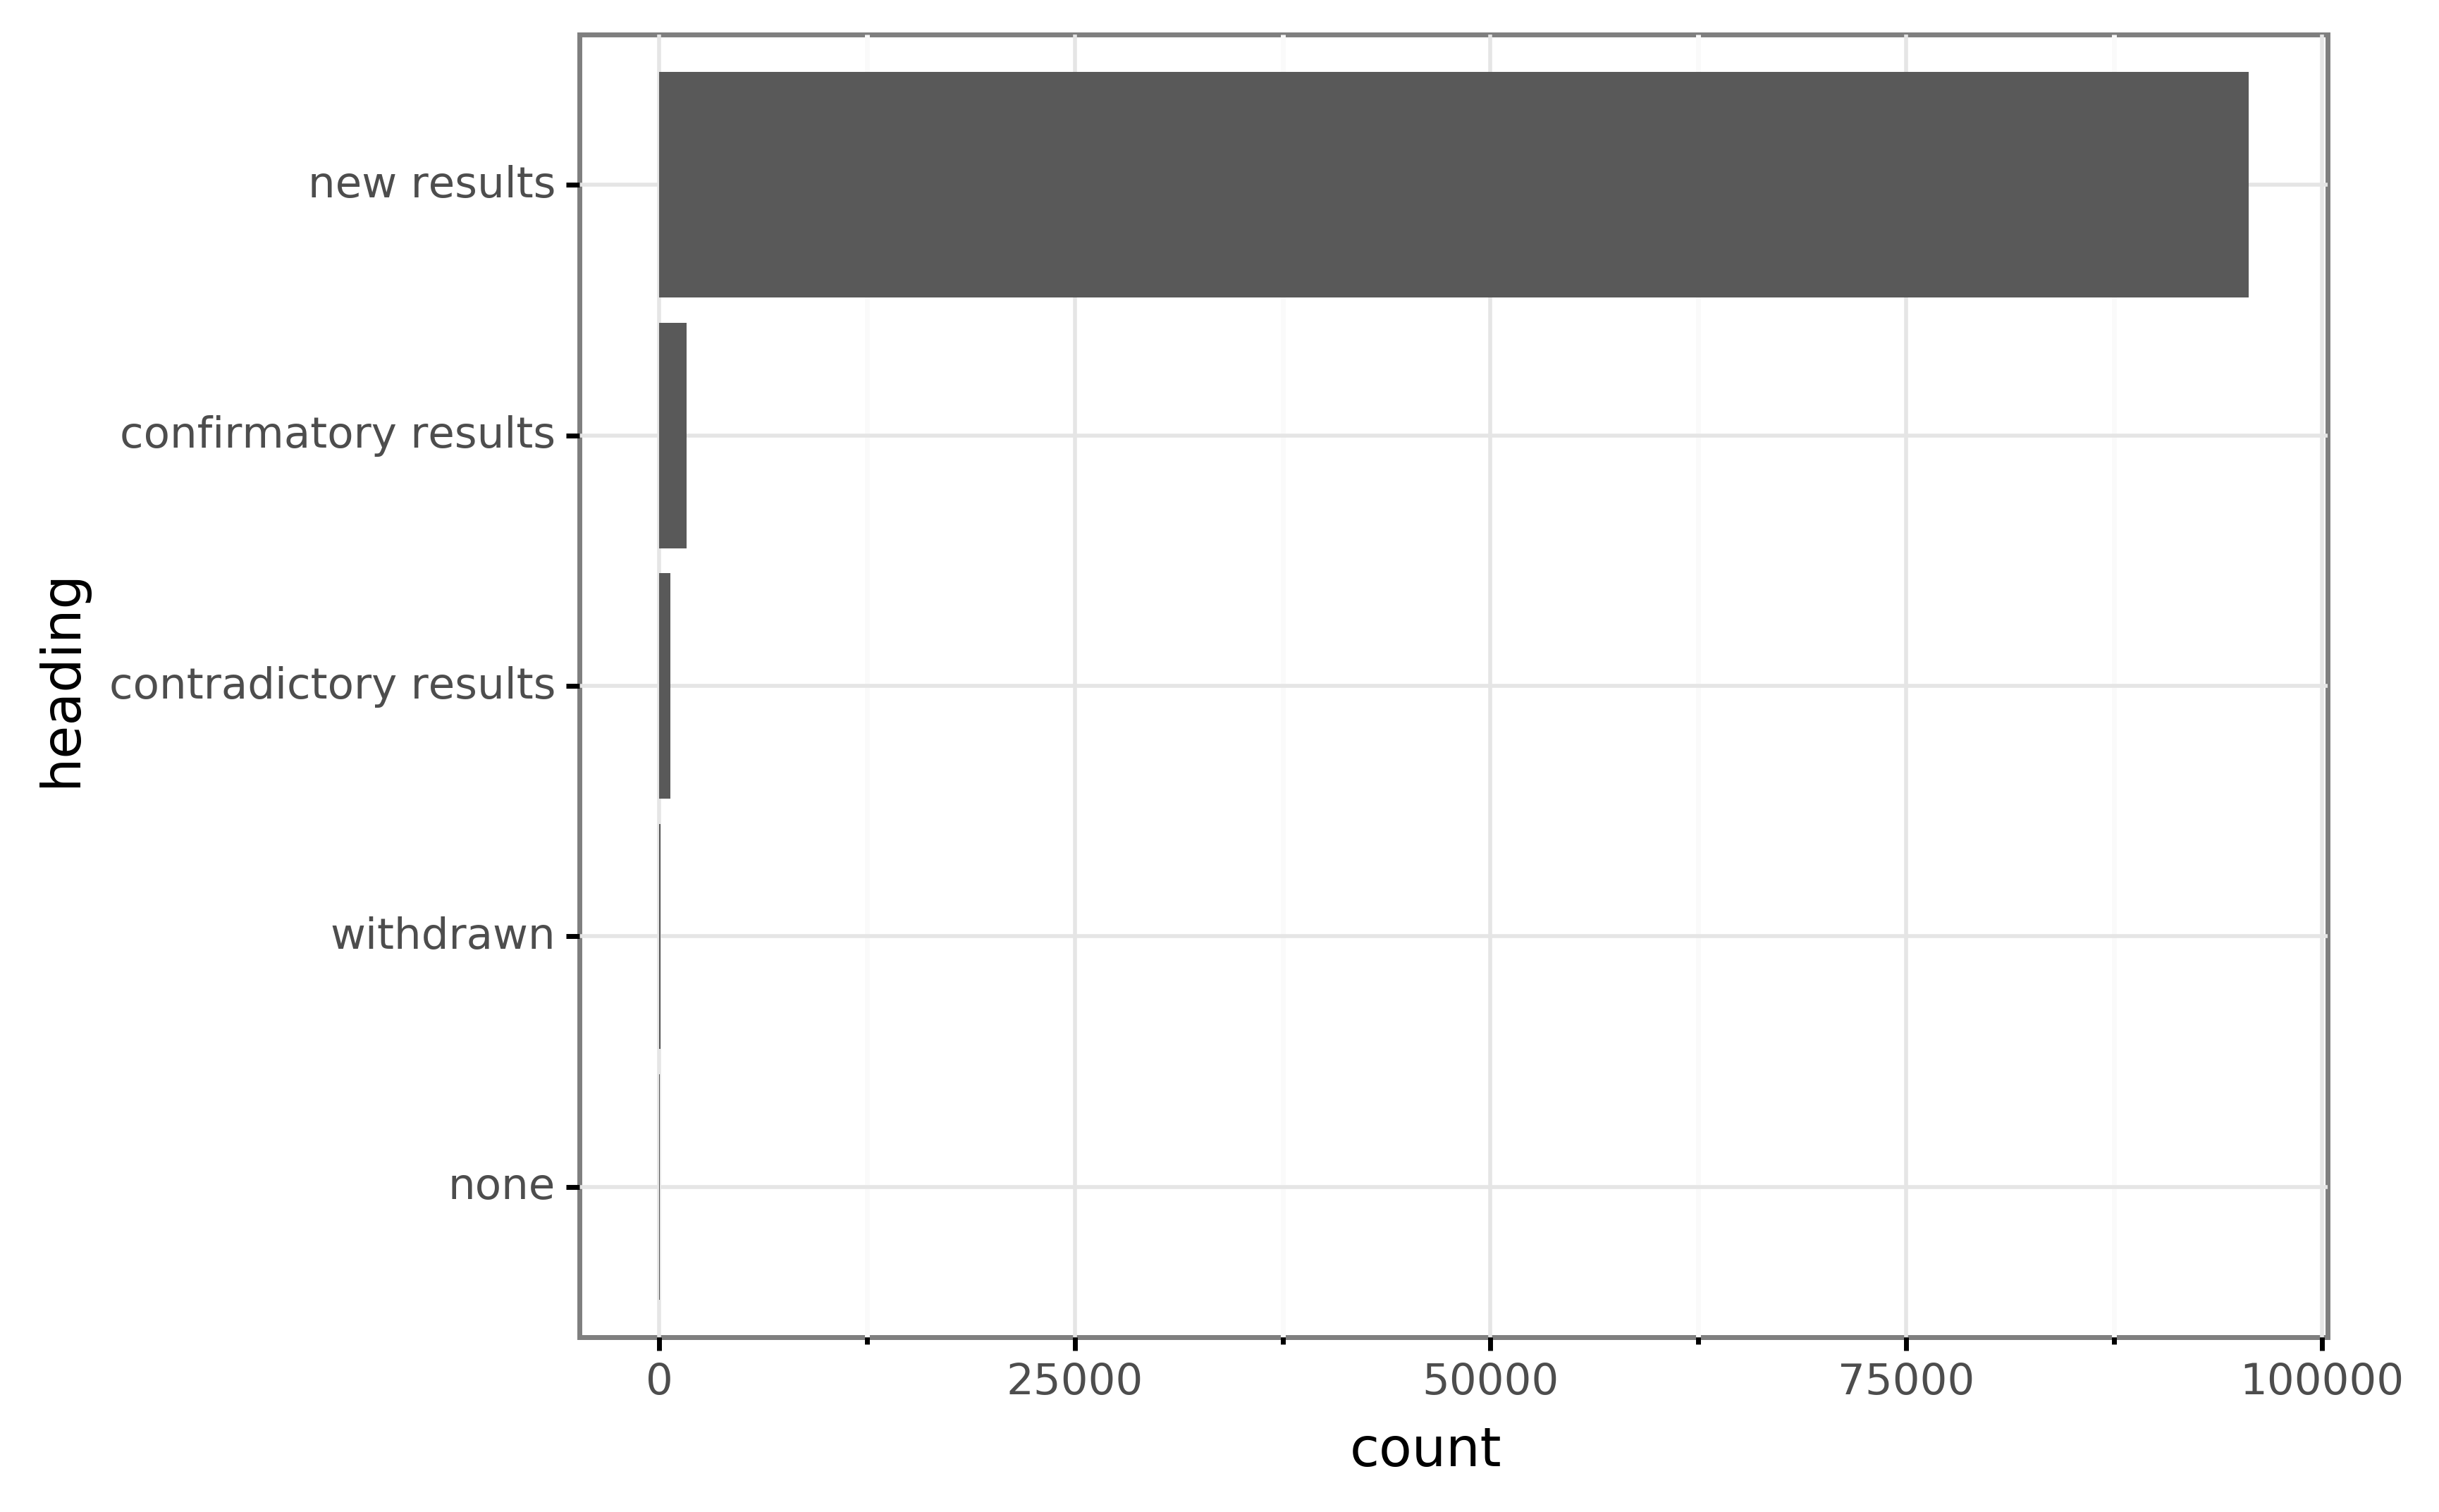 new results
confirmatory results
contradictory results
withdrawn
none
heading
0
25000
50000
75000
100000
count